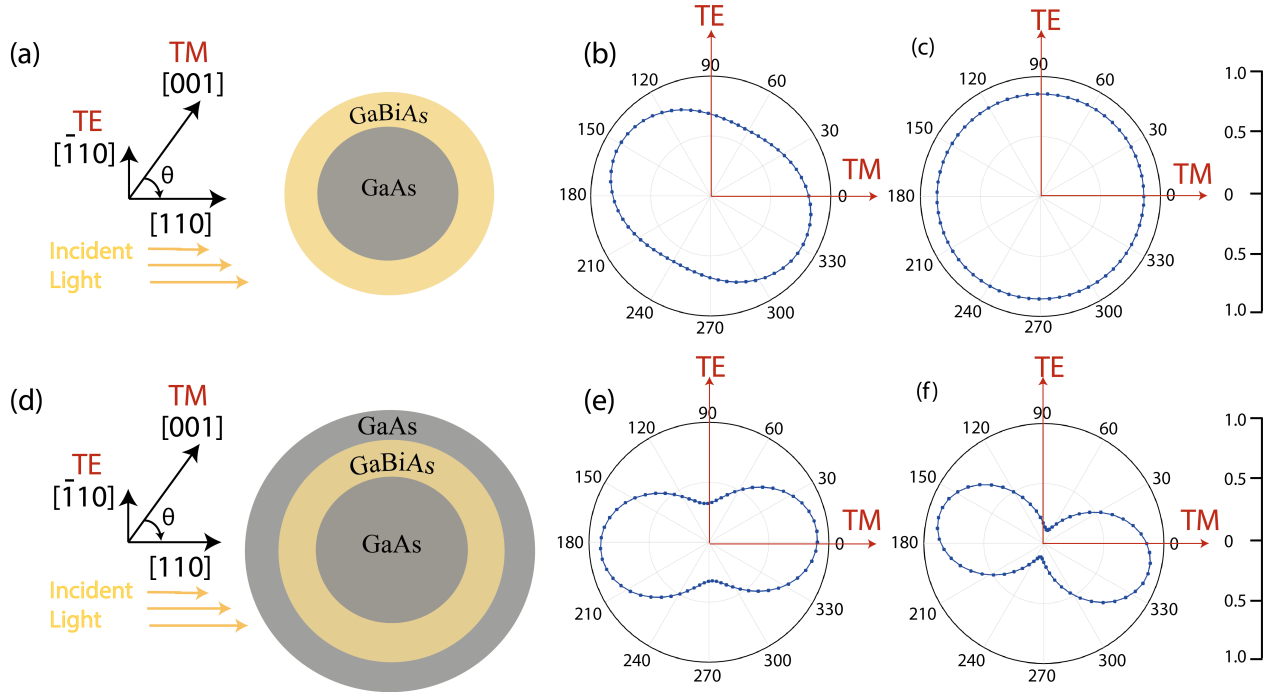 (a)
TM
[001]
TE
[1̄10]
θ
[110]
Incident
Light
GaBiAs
GaAs
(b)
TE
90
120
60
150
30
TM
180
0
210
330
240
300
270
(c)
TE
90
120
60
150
30
TM
180
0
210
330
240
300
270
1.0
0.5
0
0.5
1.0
(d)
TM
[001]
TE
[1̄10]
θ
[110]
Incident
Light
GaAs
GaBiAs
GaAs
(e)
TE
90
120
60
150
30
TM
180
0
210
330
240
300
270
(f)
TE
90
120
60
150
30
TM
180
0
210
330
240
300
270
1.0
0.5
0
0.5
1.0